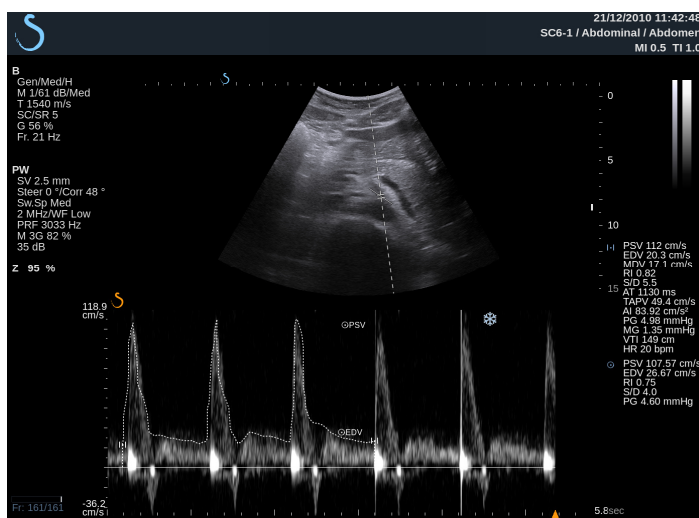 21/12/2010 11:42:48
SC6-1 / Abdominal / Abdomen
MI 0.5 TI 1.0
B
Gen/Med/H
M 1/61 dB/Med
T 1540 m/s
SC/SR 5
G 56 %
Fr. 21 Hz
PW
SV 2.5 mm
Steer 0 °/Corr 48 °
Sw.Sp Med
2 MHz/WF Low
PRF 3033 Hz
M 3G 82 %
35 dB
Z 95 %
0
5
10
15
PSV 112 cm/s
EDV 20.3 cm/s
MDV 17.1 cm/s
RI 0.82
S/D 5.5
AT 1130 ms
TAPV 49.4 cm/s
AI 83.92 cm/s²
PG 4.98 mmHg
MG 1.35 mmHg
VTI 149 cm
HR 20 bpm
PSV 107.57 cm/s
EDV 26.67 cm/s
RI 0.75
S/D 4.0
PG 4.60 mmHg
118.9
cm/s
PSV
EDV
-36.2
cm/s
Fr: 161/161
5.8sec